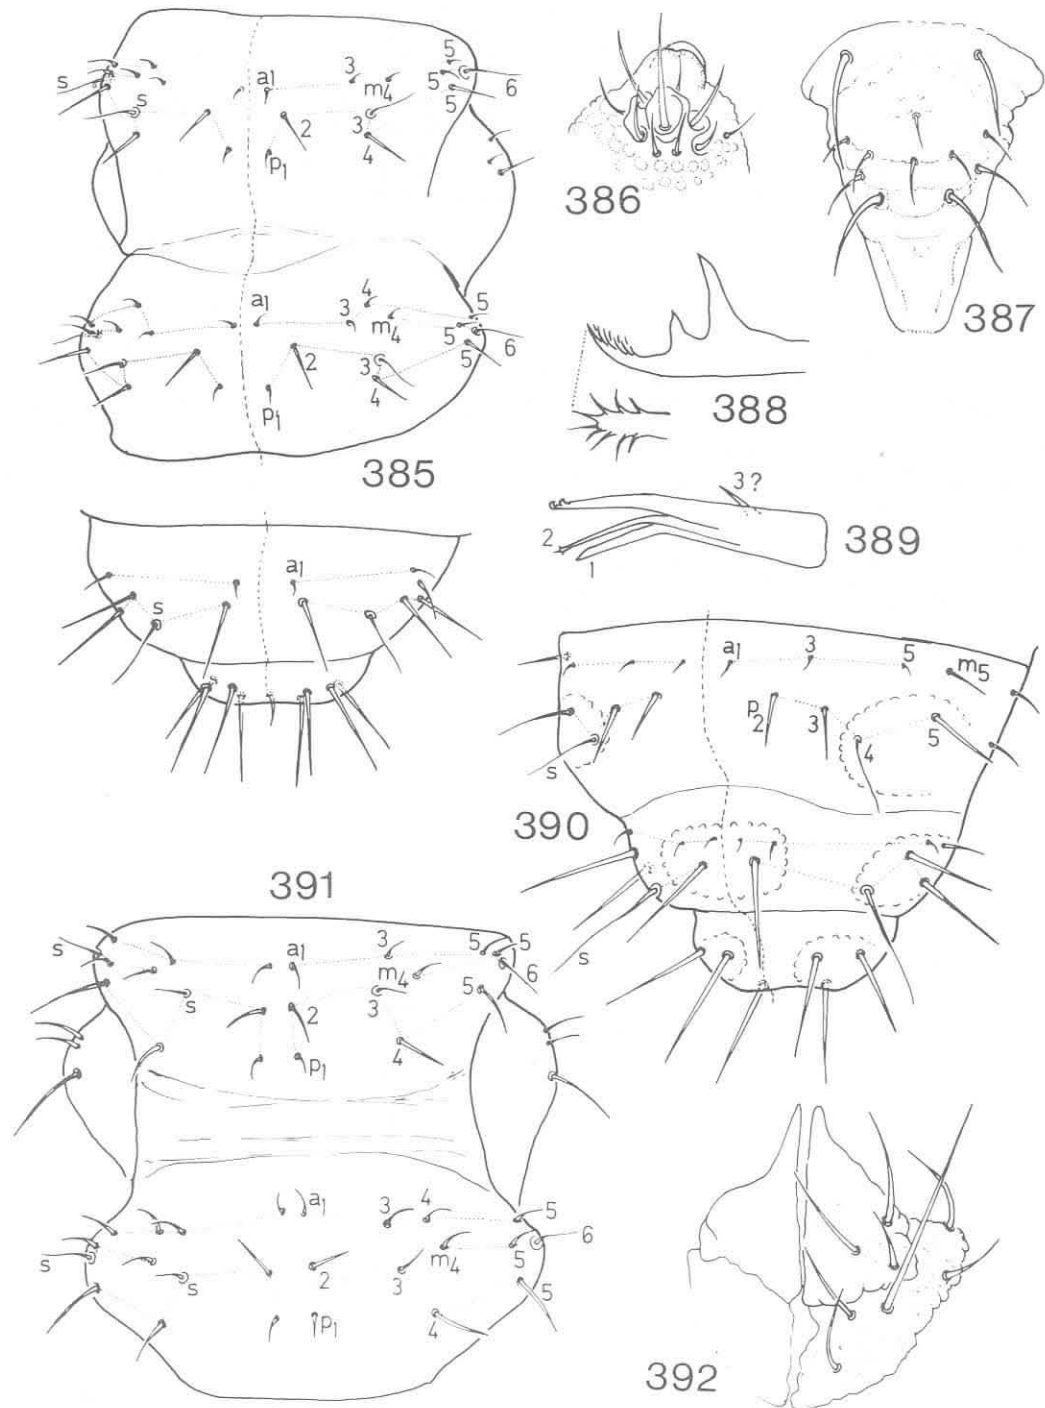 s s a1 3 m4 5 5 5 6
2 3 4 p1
a1 4 3 m4 5 5 5 6
2 3 4 p1
385
386
387
388
3?
2 1
389
a1
s
a1 3 5 m5
p2 3 4 5
s
390
s
391
s a1 3 5 5 6
m4
s 2 3 5
p1 4
a1 3 4 5 6
s s 2 3 m4 5 5
p1 4
392